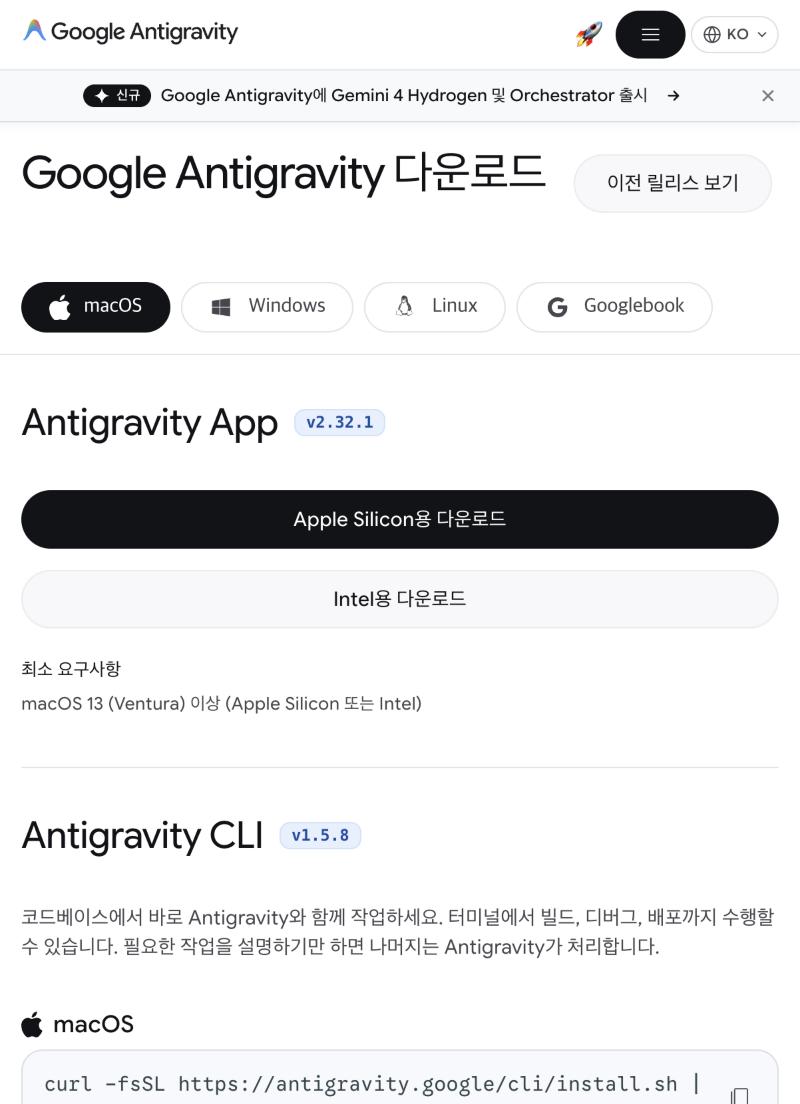 Google Antigravity
KO
신규 Google Antigravity에 Gemini 4 Hydrogen 및 Orchestrator 출시 →
Google Antigravity 다운로드
이전 릴리스 보기
macOS
Windows
Linux
Googlebook
Antigravity App v2.32.1
Apple Silicon용 다운로드
Intel용 다운로드
최소 요구사항
macOS 13 (Ventura) 이상 (Apple Silicon 또는 Intel)
Antigravity CLI v1.5.8
코드베이스에서 바로 Antigravity와 함께 작업하세요. 터미널에서 빌드, 디버그, 배포까지 수행할
수 있습니다. 필요한 작업을 설명하기만 하면 나머지는 Antigravity가 처리합니다.
macOS
curl -fsSL https://antigravity.google/cli/install.sh |